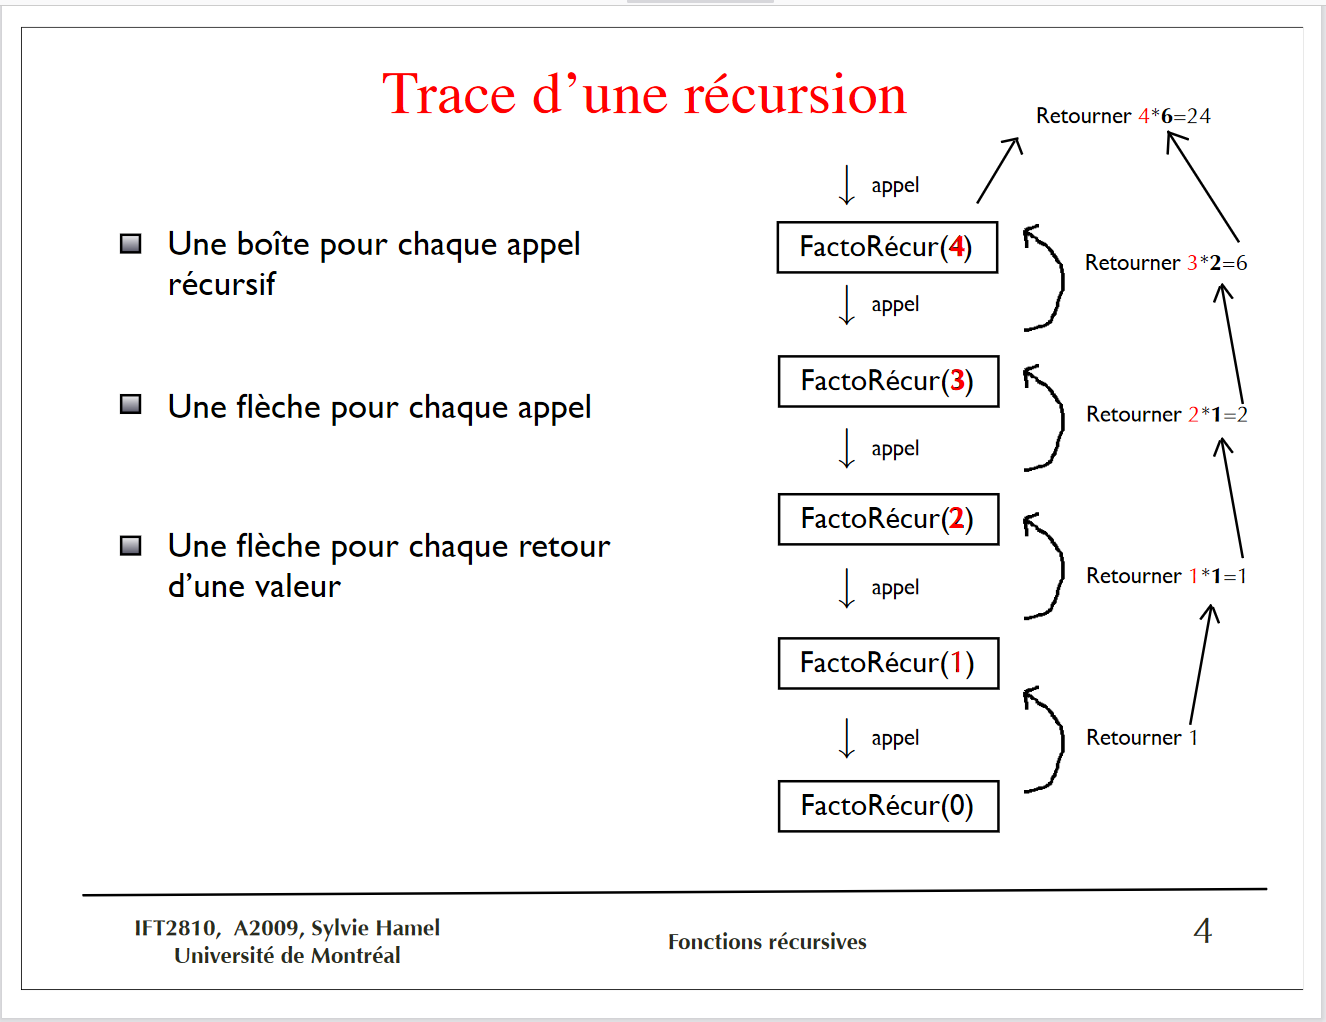 Trace d'une récursion
Une boîte pour chaque appel
récursif
Une flèche pour chaque appel
Une flèche pour chaque retour
d'une valeur
Retourner 4*6=24
appel
FactoRécur(4)
Retourner 3*2=6
appel
FactoRécur(3)
Retourner 2*1=2
appel
FactoRécur(2)
Retourner 1*1=1
appel
FactoRécur(1)
Retourner 1
appel
FactoRécur(0)
IFT2810, A2009, Sylvie Hamel
Université de Montréal
Fonctions récursives
4